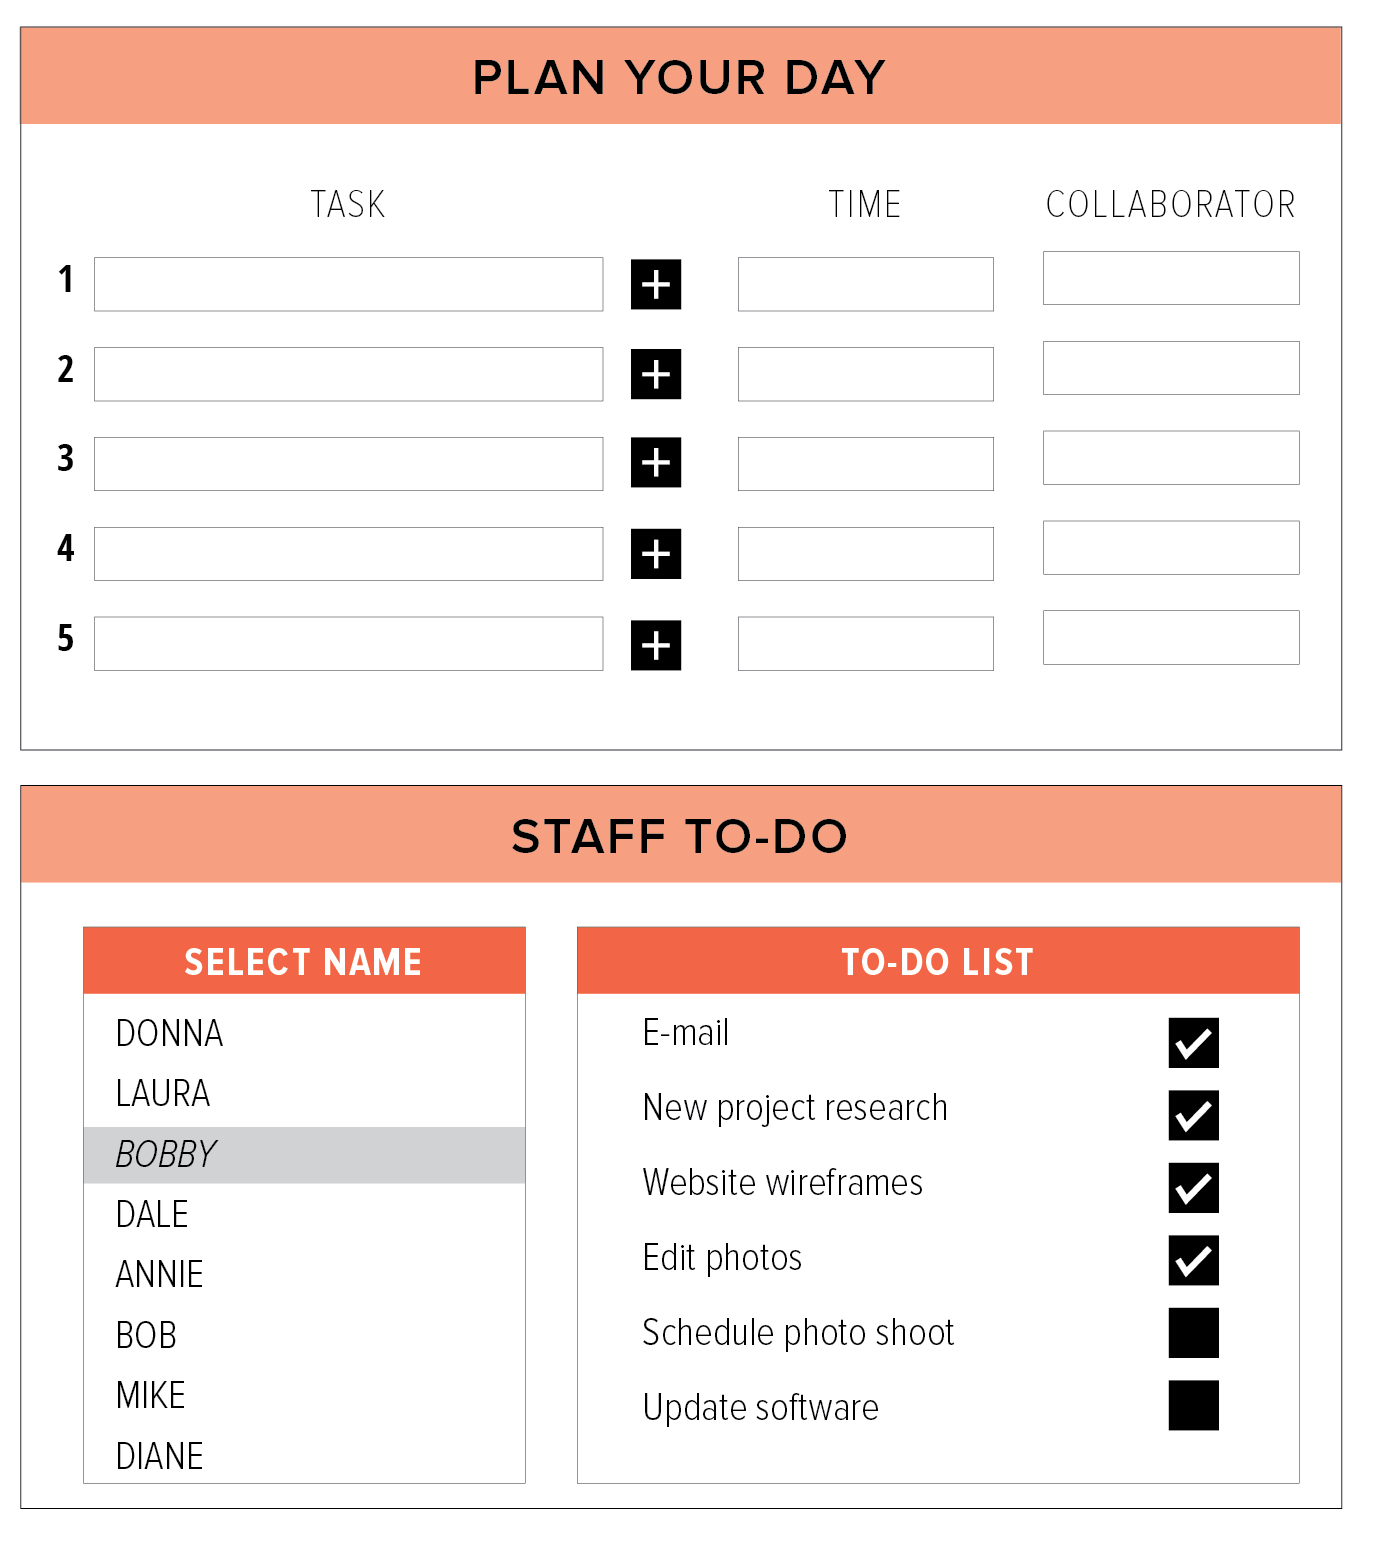 PLAN YOUR DAY
TASK TIME COLLABORATOR
1
2
3
4
5
STAFF TO-DO
SELECT NAME
DONNA
LAURA
BOBBY
DALE
ANNIE
BOB
MIKE
DIANE
TO-DO LIST
E-mail
New project research
Website wireframes
Edit photos
Schedule photo shoot
Update software